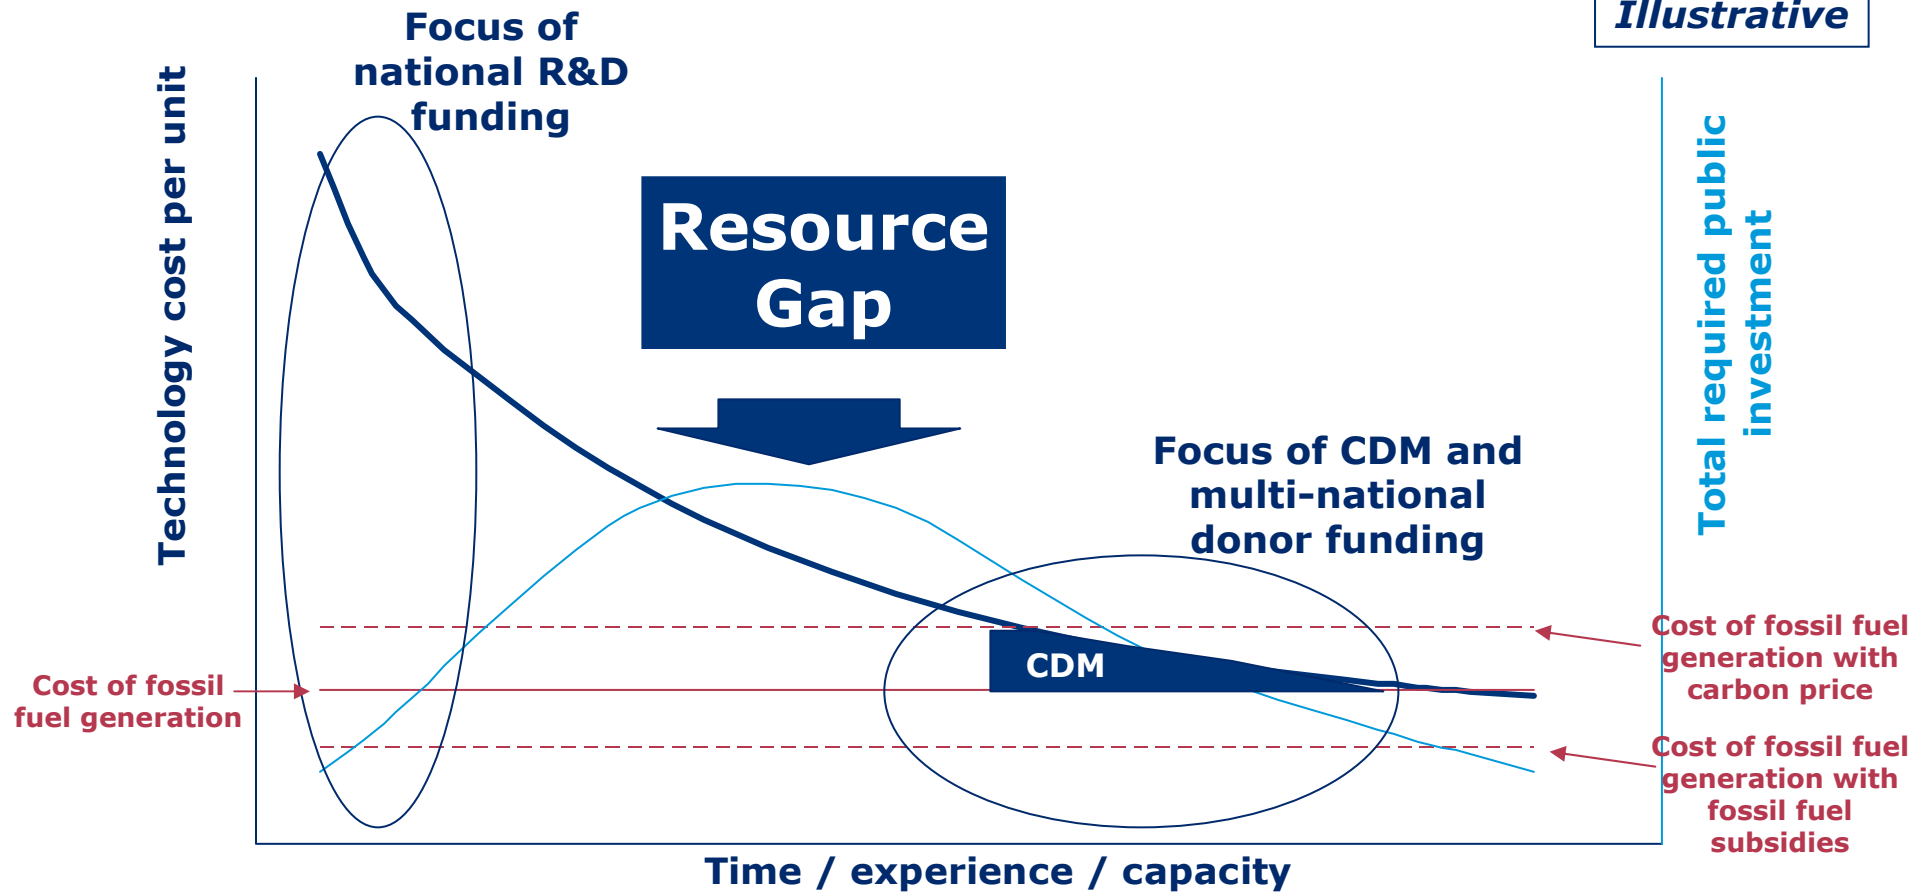 Illustrative
Focus of
national R&D
funding
Technology cost per unit
Resource
Gap
Total required public
investment
Focus of CDM and
multi-national
donor funding
CDM
Cost of fossil
fuel generation
Cost of fossil fuel
generation with
carbon price
Cost of fossil fuel
generation with
fossil fuel
subsidies
Time / experience / capacity